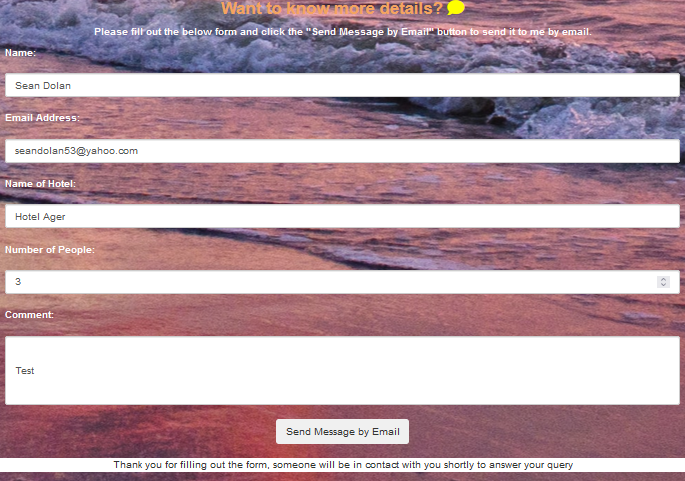 Want to know more details?
Please fill out the below form and click the "Send Message by Email" button to send it to me by email.
Name:
Sean Dolan
Email Address:
seandolan53@yahoo.com
Name of Hotel:
Hotel Ager
Number of People:
3
Comment:
Test
Send Message by Email
Thank you for filling out the form, someone will be in contact with you shortly to answer your query